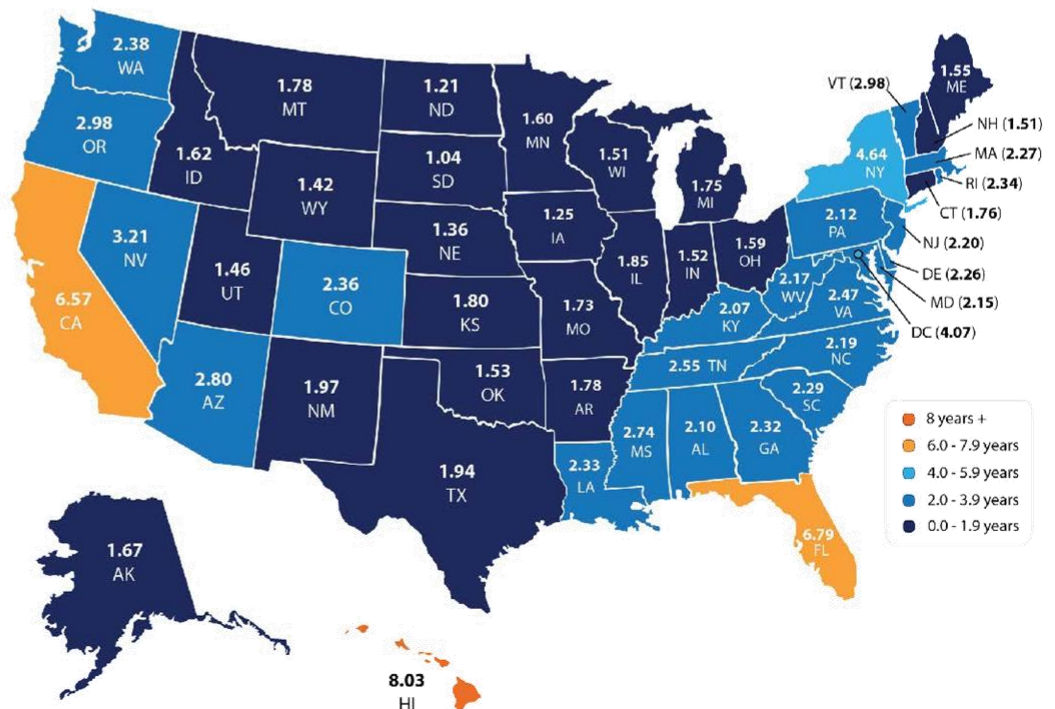 2.38
WA
2.98
OR
1.62
ID
1.78
MT
1.21
ND
1.60
MN
1.04
SD
1.42
WY
1.51
WI
1.75
MI
1.25
IA
1.36
NE
3.21
NV
1.46
UT
2.36
CO
6.57
CA
1.80
KS
1.73
MO
1.85
IL
1.52
IN
1.59
OH
2.12
PA
4.64
NY
1.55
ME
VT (2.98)
NH (1.51)
MA (2.27)
RI (2.34)
CT (1.76)
NJ (2.20)
DE (2.26)
MD (2.15)
DC (4.07)
2.17
WV
2.47
VA
2.07
KY
2.19
NC
2.55 TN
2.29
SC
2.80
AZ
1.97
NM
1.53
OK
1.78
AR
2.74
MS
2.10
AL
2.32
GA
2.33
LA
1.94
TX
6.79
FL
1.67
AK
8.03
HI
8 years +
6.0 - 7.9 years
4.0 - 5.9 years
2.0 - 3.9 years
0.0 - 1.9 years